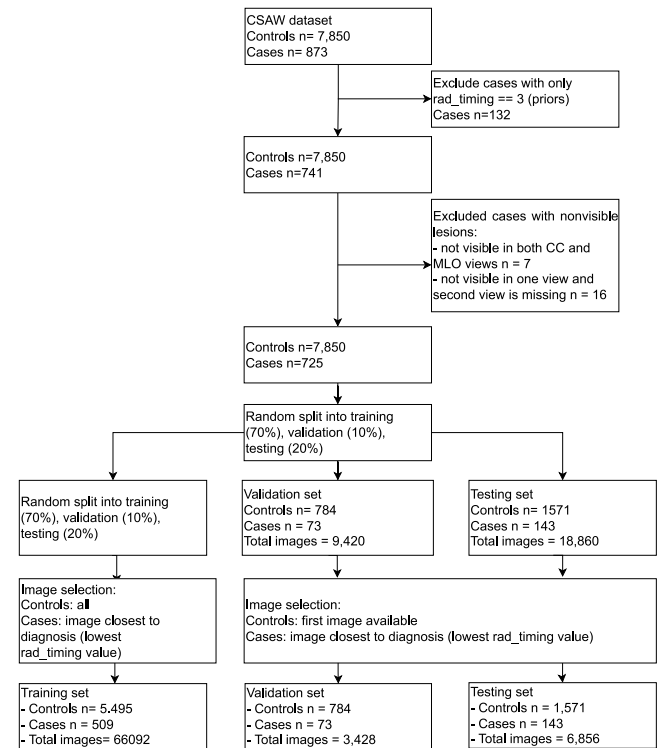 CSAW dataset
Controls n= 7,850
Cases n= 873
Exclude cases with only
rad_timing == 3 (priors)
Cases n=132
Controls n=7,850
Cases n=741
Excluded cases with nonvisible
lesions:
- not visible in both CC and
MLO views n = 7
- not visible in one view and
second view is missing n = 16
Controls n=7,850
Cases n=725
Random split into training
(70%), validation (10%),
testing (20%)
Random split into training
(70%), validation (10%),
testing (20%)
Validation set
Controls n = 784
Cases n = 73
Total images = 9,420
Testing set
Controls n = 1571
Cases n = 143
Total images = 18,860
Image selection:
Controls: all
Cases: image closest to
diagnosis (lowest
rad_timing value)
Image selection:
Controls: first image available
Cases: image closest to diagnosis (lowest rad_timing value)
Training set
- Controls n= 5.495
- Cases n = 509
- Total images= 66092
Validation set
- Controls n = 784
- Cases n = 73
- Total images = 3,428
Testing set
- Controls n = 1,571
- Cases n = 143
- Total images = 6,856